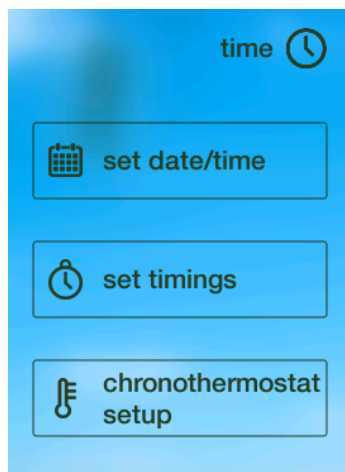 time
set date/time
set timings
chronothermostat
setup